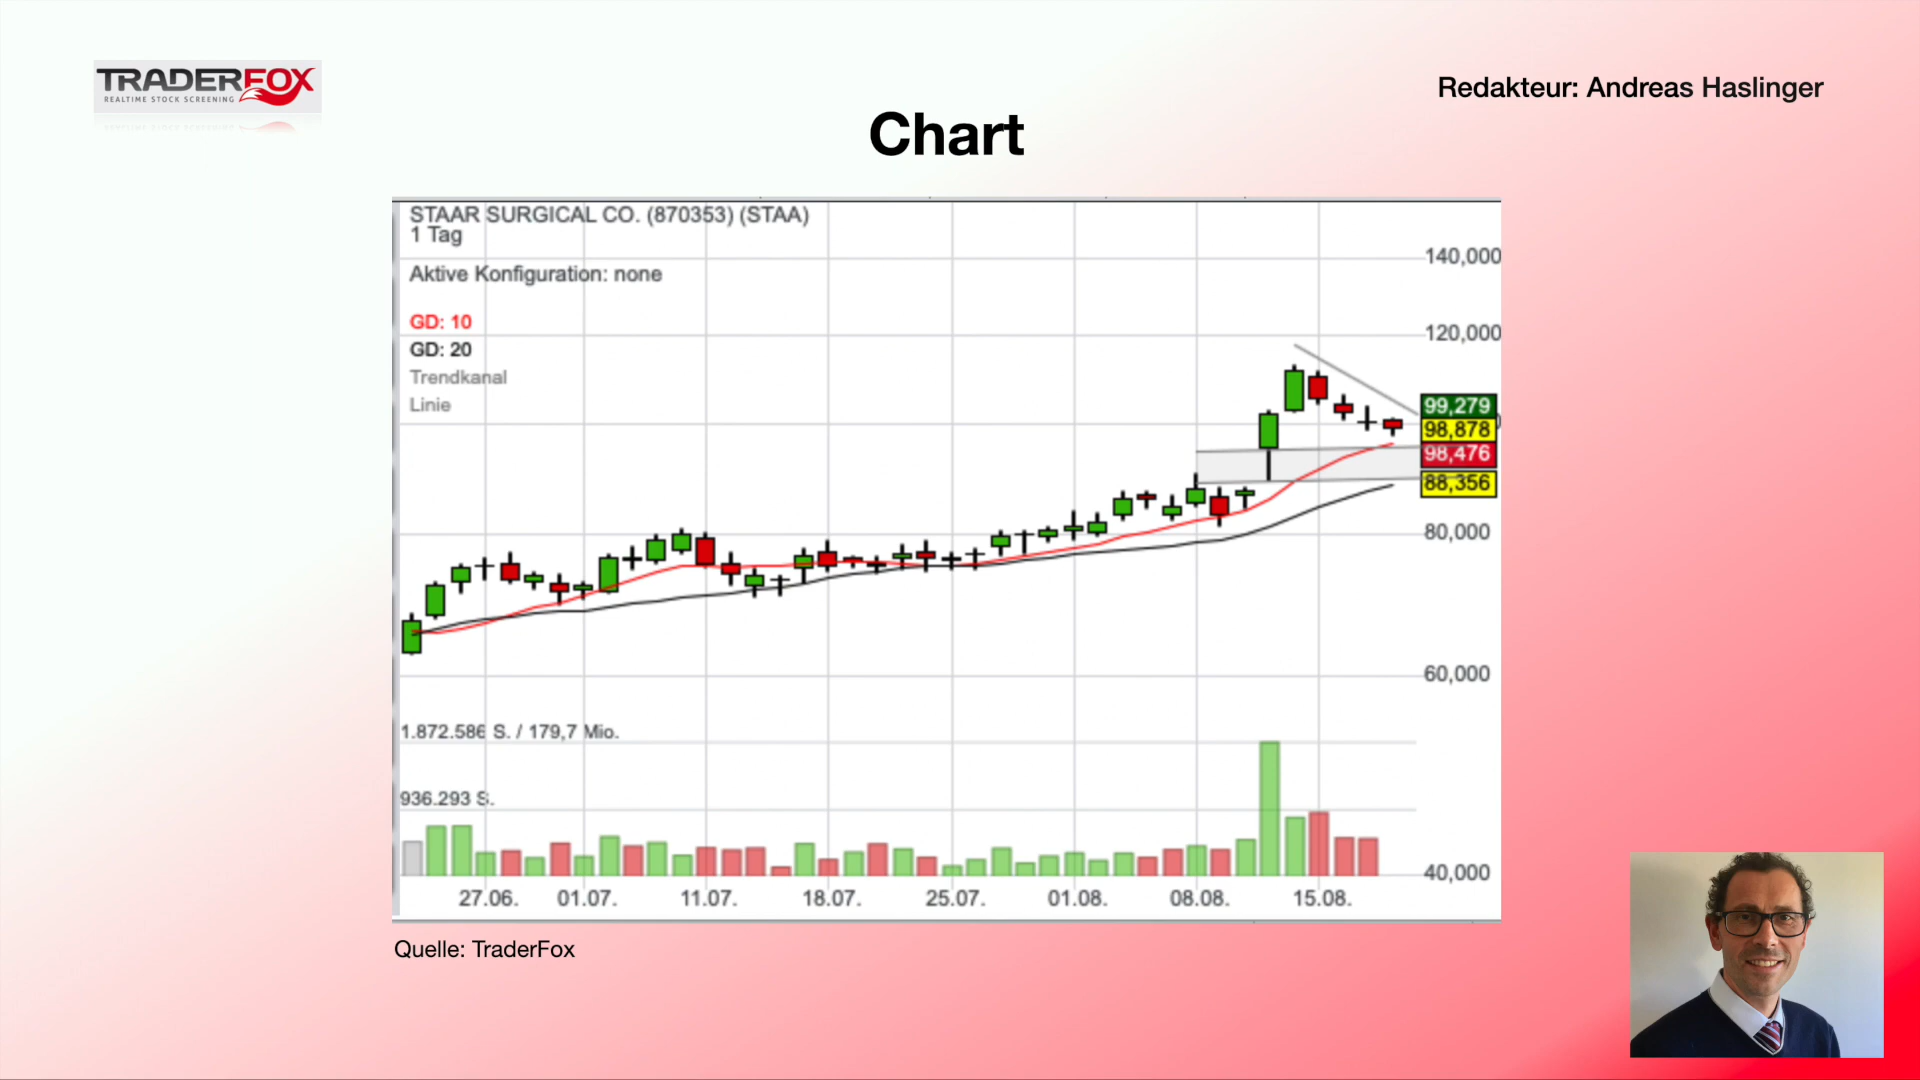 TRADERFOX
REALTIME STOCK SCREENING
Redakteur: Andreas Haslinger
Chart
STAAR SURGICAL CO. (870353) (STAA)
1 Tag
Aktive Konfiguration: none
GD: 10
GD: 20
Trendkanal
Linie
140,000
120,000
99,279
98,878
98,476
88,356
80,000
60,000
40,000
1.872.586 S. / 179,7 Mio.
936.293 S.
27.06. 01.07. 11.07. 18.07. 25.07. 01.08. 08.08. 15.08.
Quelle: TraderFox